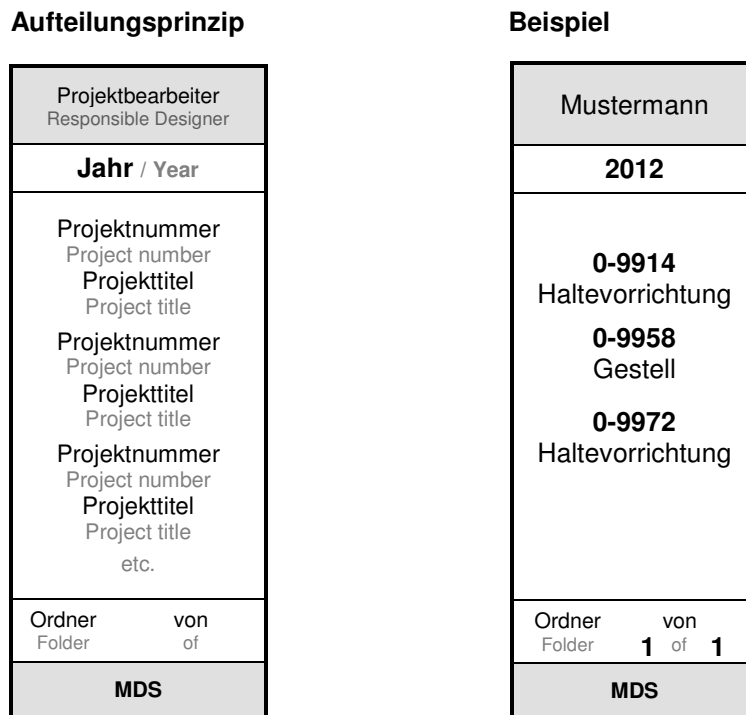 Aufteilungsprinzip
Projektbearbeiter
Responsible Designer
Jahr / Year
Projektnummer
Project number
Projekttitel
Project title
Projektnummer
Project number
Projekttitel
Project title
Projektnummer
Project number
Projekttitel
Project title
etc.
Ordner von
Folder of
MDS
Beispiel
Mustermann
2012
0-9914
Haltevorrichtung
0-9958
Gestell
0-9972
Haltevorrichtung
Ordner von
Folder 1 of 1
MDS